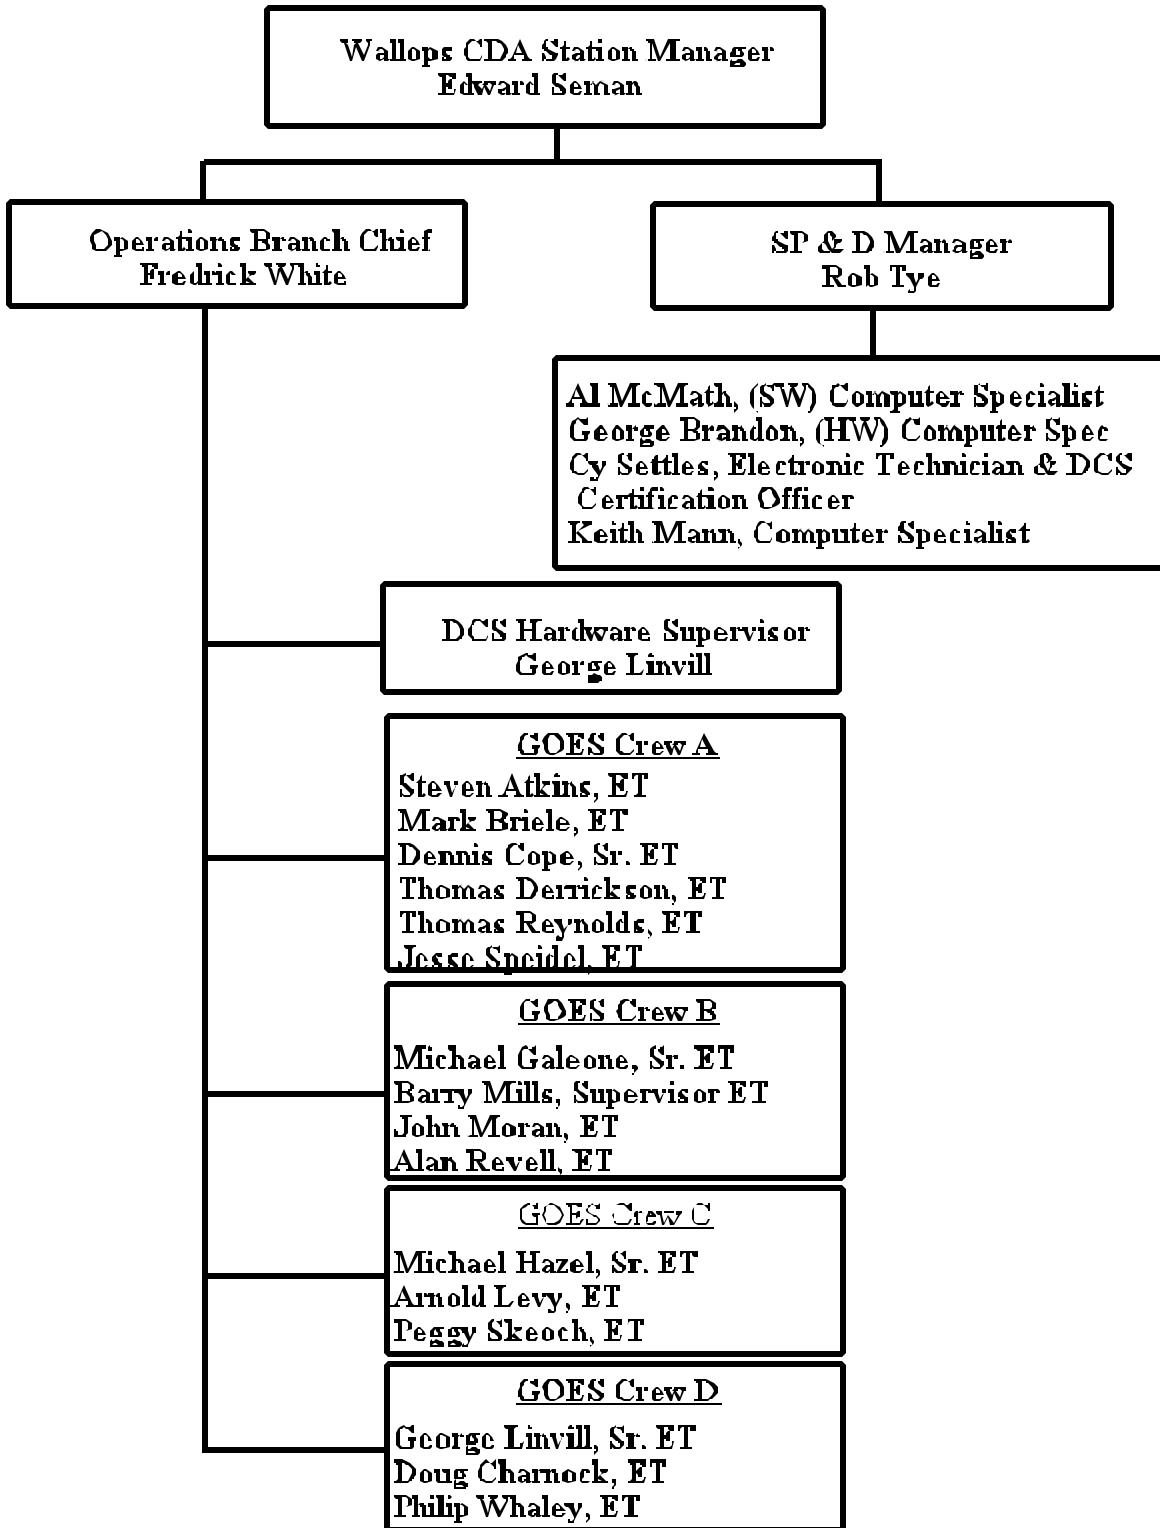 Wallops CDA Station Manager
Edward Seman
Operations Branch Chief
Fredrick White
SP & D Manager
Rob Tye
Al McMath, (SW) Computer Specialist
George Brandon, (HW) Computer Spec
Cy Settles, Electronic Technician & DCS
Certification Officer
Keith Mann, Computer Specialist
DCS Hardware Supervisor
George Linvill
GOES Crew A
Steven Atkins, ET
Mark Briele, ET
Dennis Cope, Sr. ET
Thomas Derrickson, ET
Thomas Reynolds, ET
Jesse Speidel, ET
GOES Crew B
Michael Galeone, Sr. ET
Barry Mills, Supervisor ET
John Moran, ET
Alan Revell, ET
GOES Crew C
Michael Hazel, Sr. ET
Arnold Levy, ET
Peggy Skeoch, ET
GOES Crew D
George Linvill, Sr. ET
Doug Charnock, ET
Philip Whaley, ET